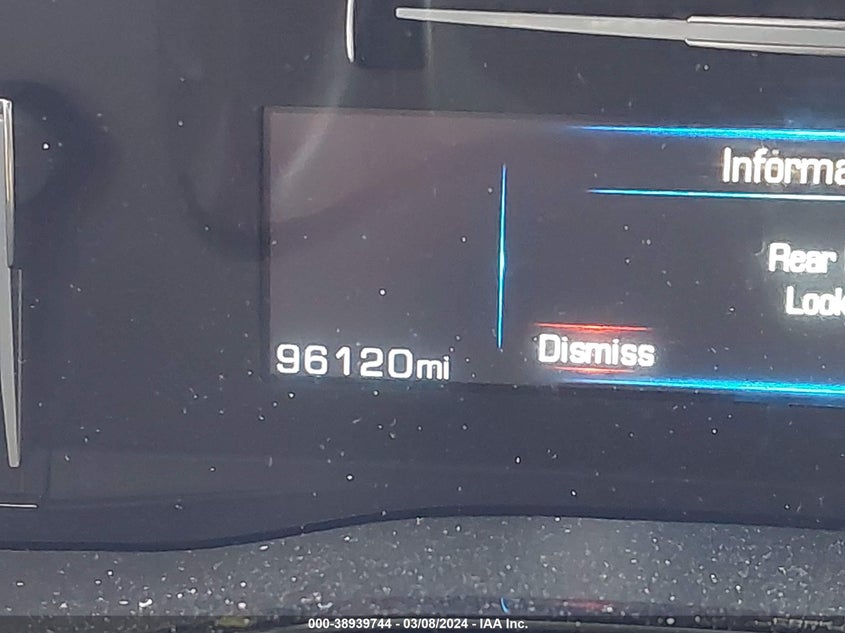 Informa
Rear
Look
Dismiss
96120mi
000-38939744 - 03/08/2024 - IAA Inc.